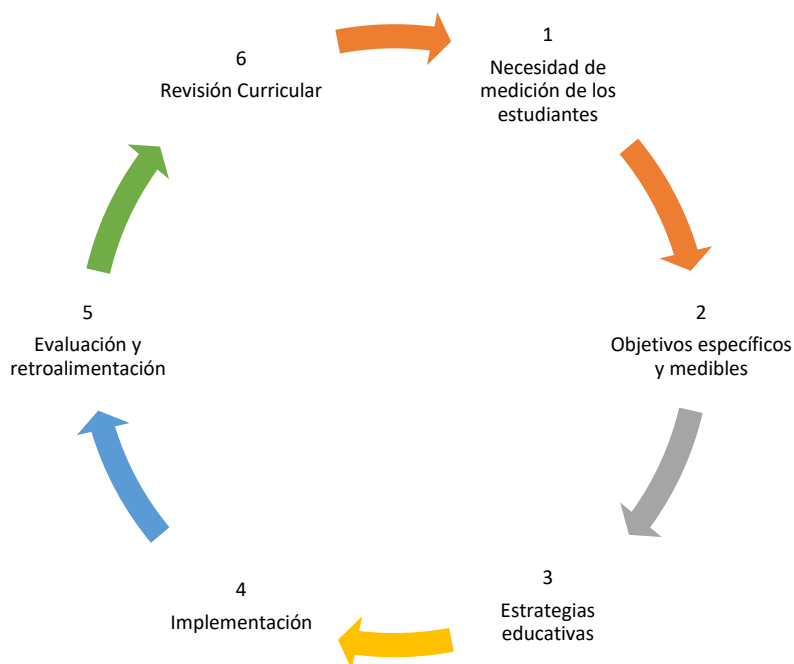 1
Necesidad de
medición de los
estudiantes
2
Objetivos específicos
y medibles
3
Estrategias
educativas
4
Implementación
5
Evaluación y
retroalimentación
6
Revisión Curricular